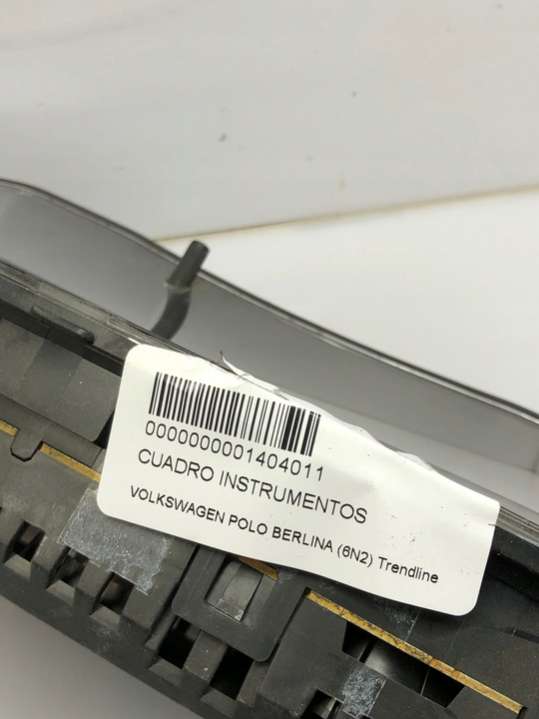 0000000001404011
CUADRO INSTRUMENTOS
VOLKSWAGEN POLO BERLINA (6N2) Trendline